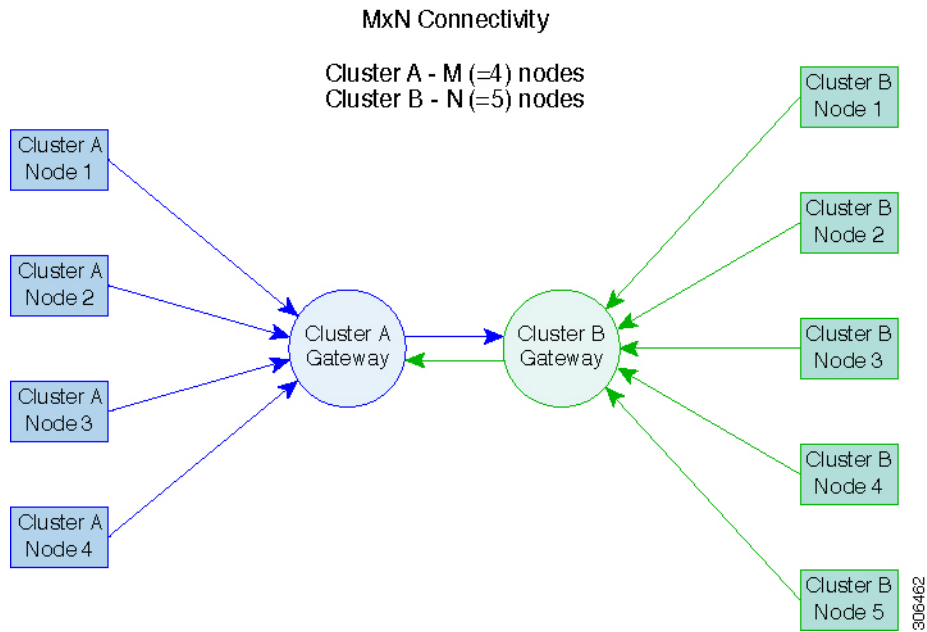 MxN Connectivity
Cluster A - M (=4) nodes
Cluster B - N (=5) nodes
Cluster A
Node 1
Cluster A
Node 2
Cluster A
Node 3
Cluster A
Node 4
Cluster A
Gateway
Cluster B
Gateway
Cluster B
Node 1
Cluster B
Node 2
Cluster B
Node 3
Cluster B
Node 4
Cluster B
Node 5
306462